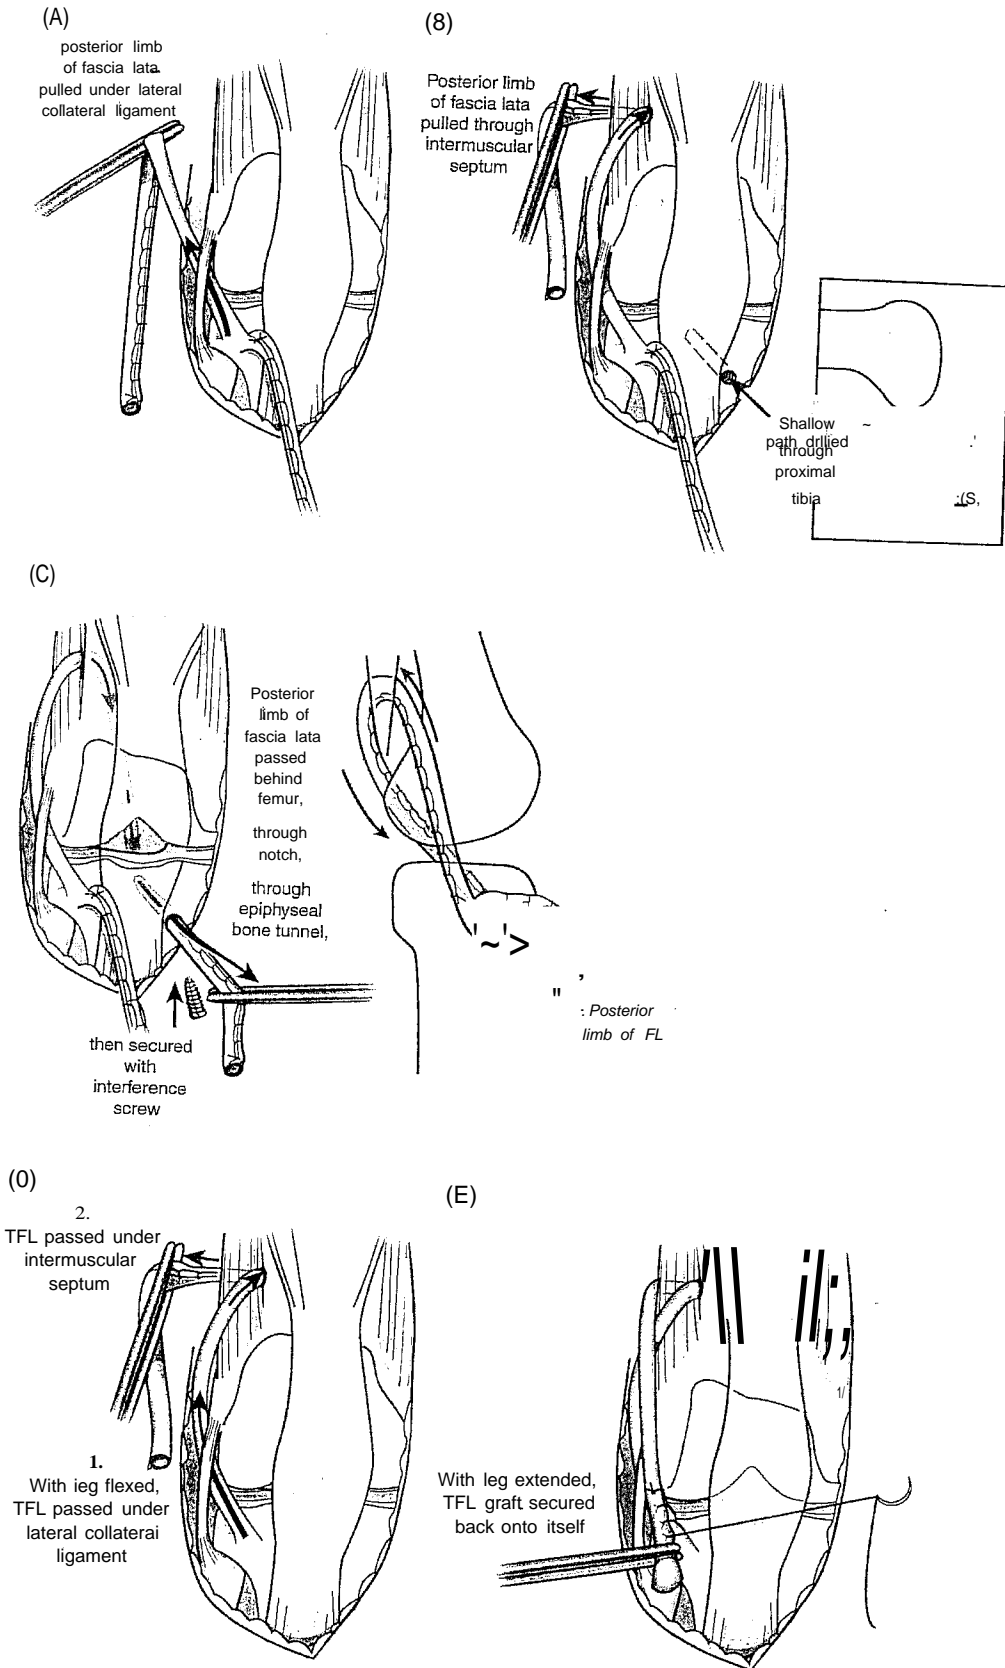 (A)
posterior limb
of fascia lata
pulled under lateral
collateral ligament
(8)
Posterior limb
of fascia lata
pulled through
intermuscular
septum
Shallow
path drllied
through
proximal
tibia
~
.'
:(S,
(C)
Posterior
limb of
fascia lata
passed
behind
femur,
through
notch,
through
epiphyseal
bone tunnel,
then secured
with
interference
screw
'~'>
,
"
. Posterior
limb of FL
(0)
2.
TFL passed under
intermuscular
septum
1.
With ieg flexed,
TFL passed under
lateral collaterai
ligament
(E)
With leg extended,
TFL graft secured
back onto itself